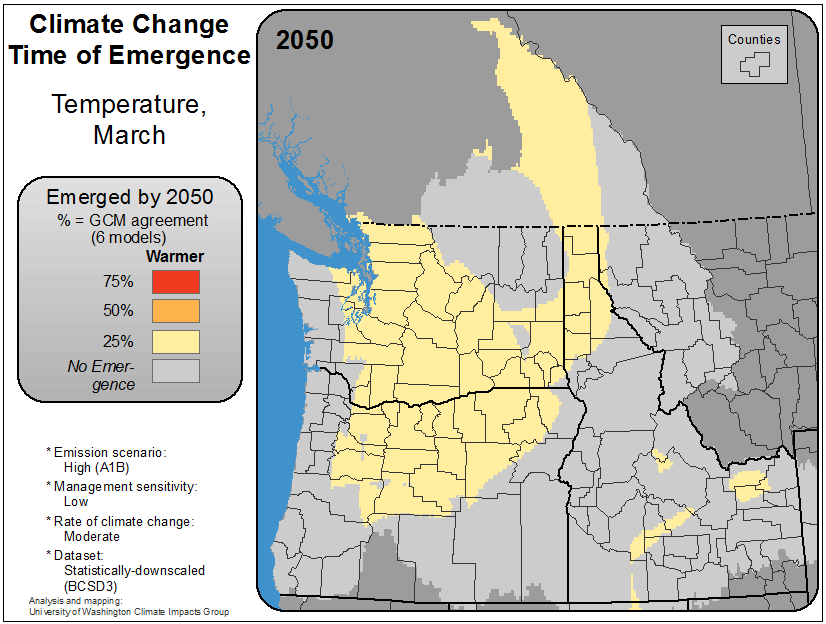 Climate Change
Time of Emergence
Temperature,
March
Emerged by 2050
% = GCM agreement
(6 models)
Warmer
75%
50%
25%
No Emer-
gence
* Emission scenario:
High (A1B)
* Management sensitivity:
Low
* Rate of climate change:
Moderate
* Dataset:
Statistically-downscaled
(BCSD3)
Analysis and mapping:
University of Washington Climate Impacts Group
2050
Counties